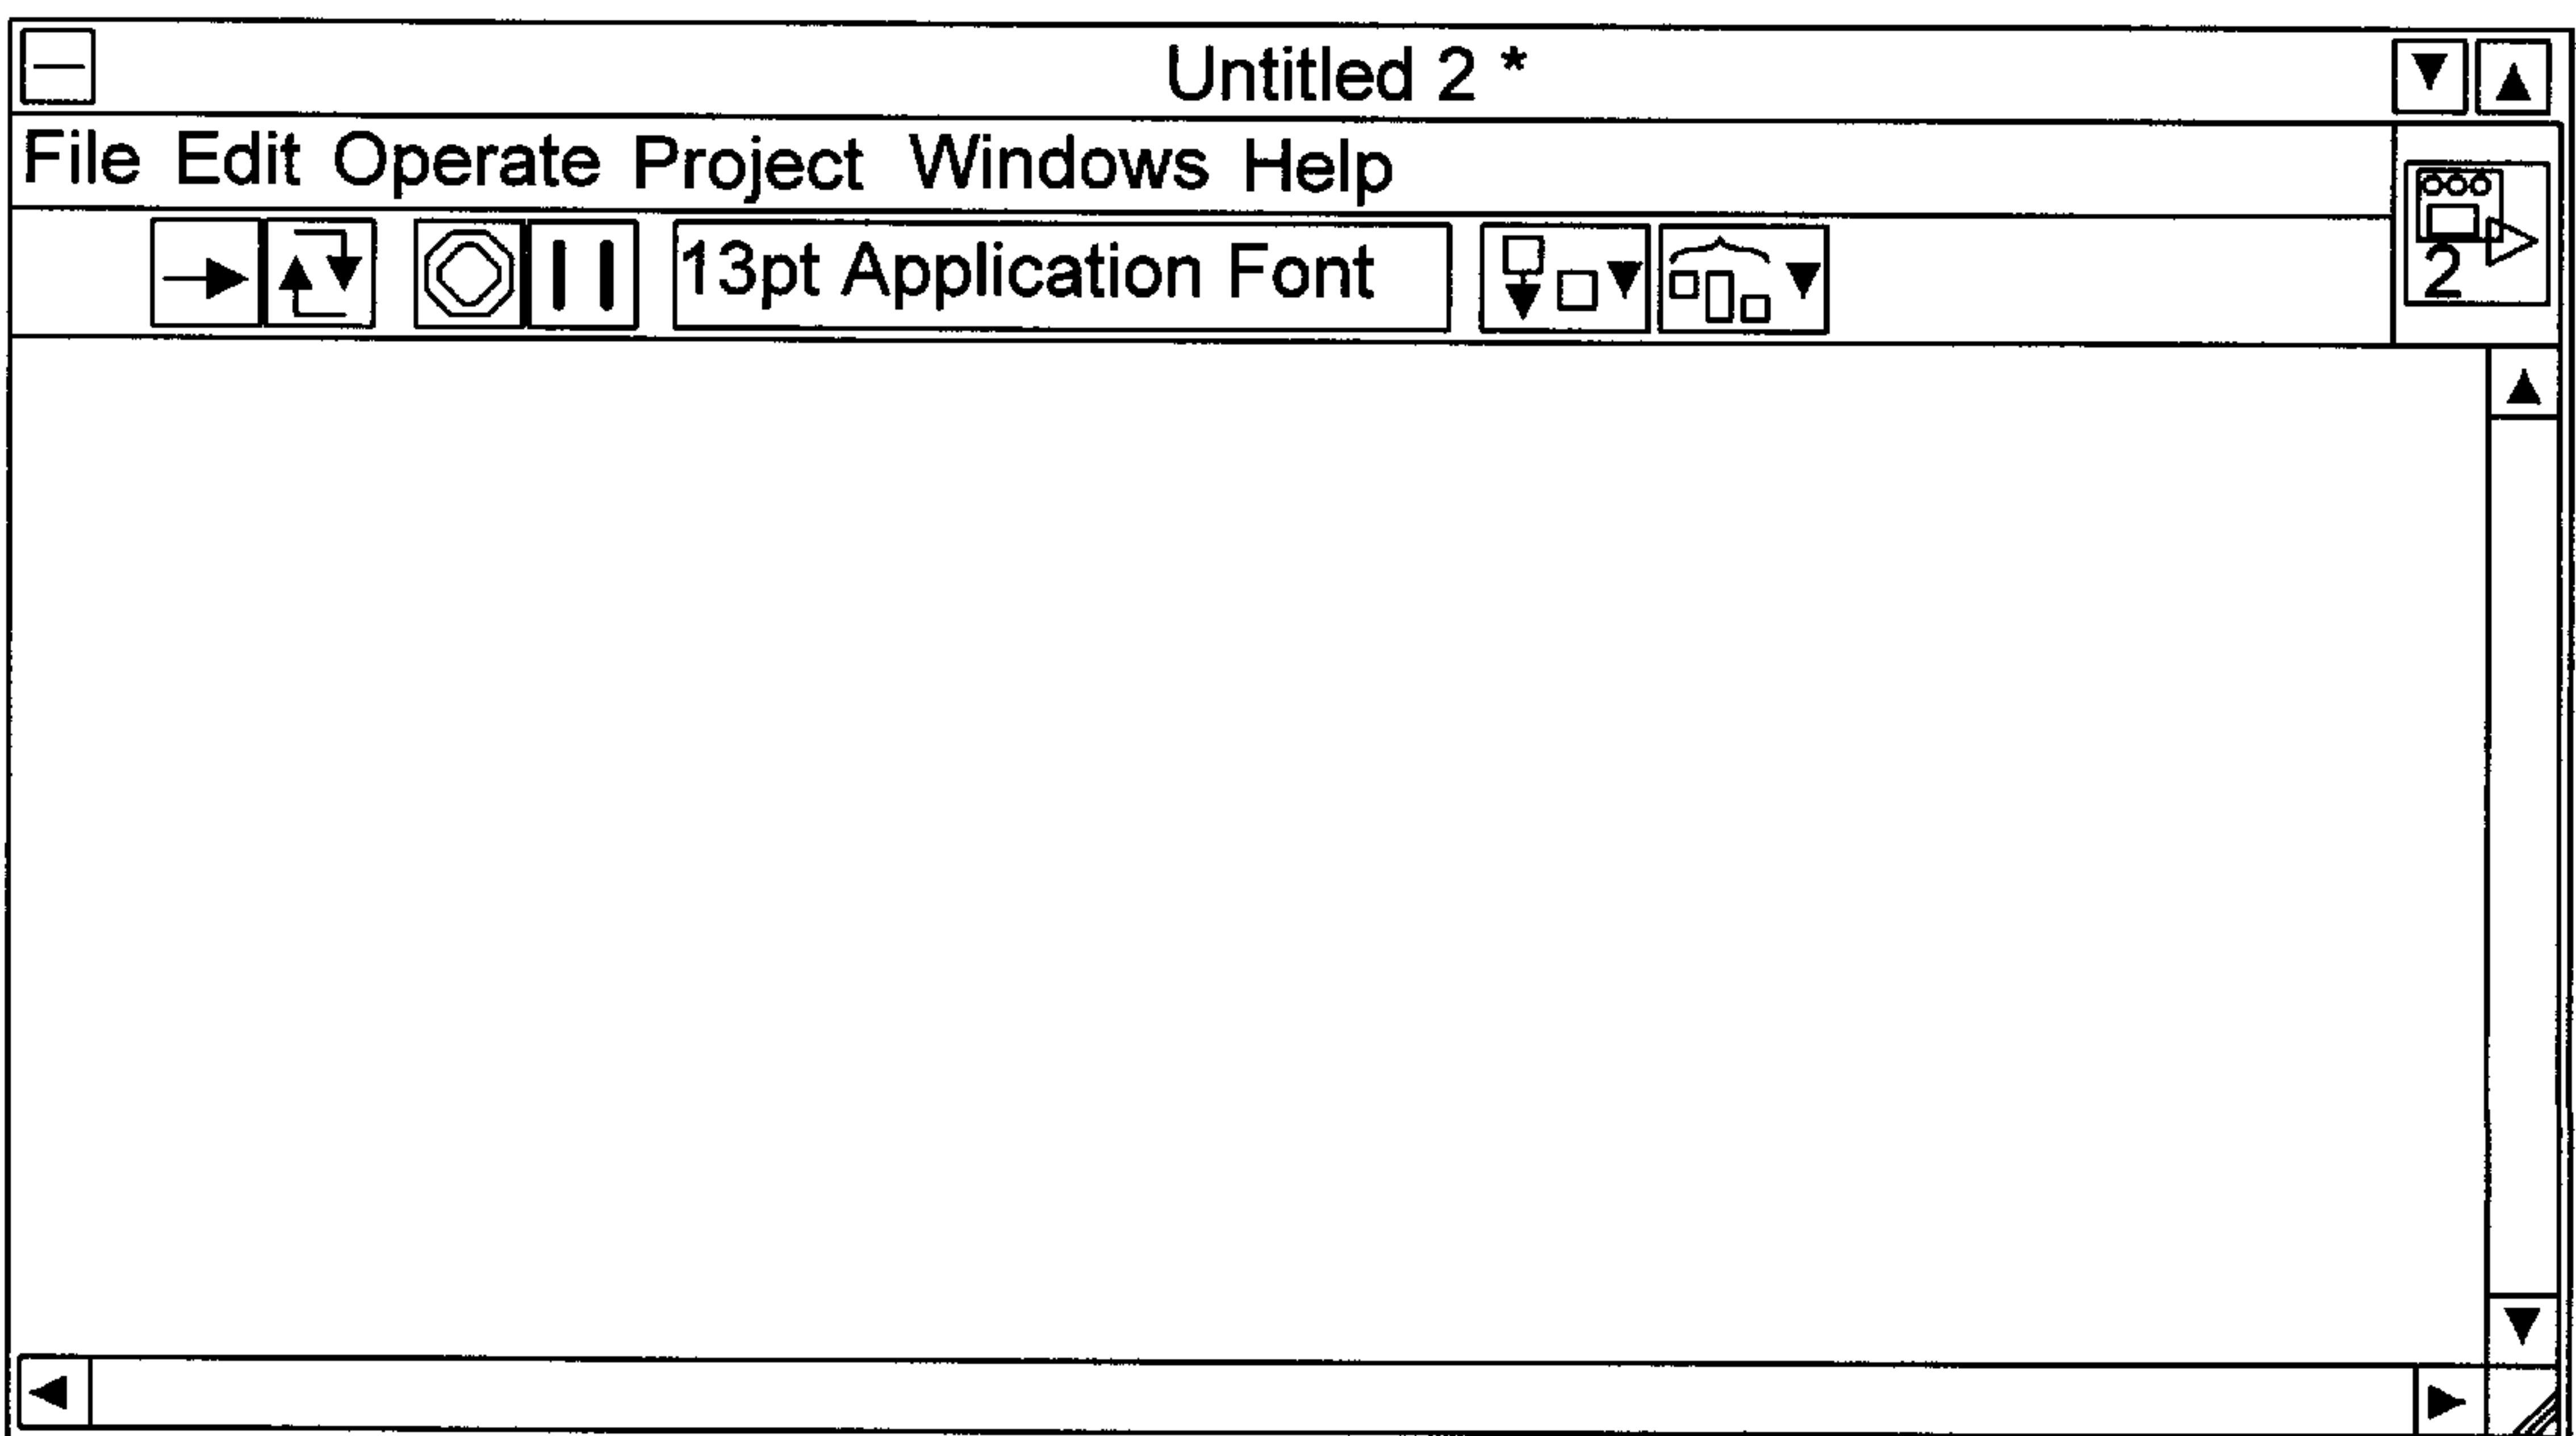 Untitled 2 *
File Edit Operate Project Windows Help
13pt Application Font
2